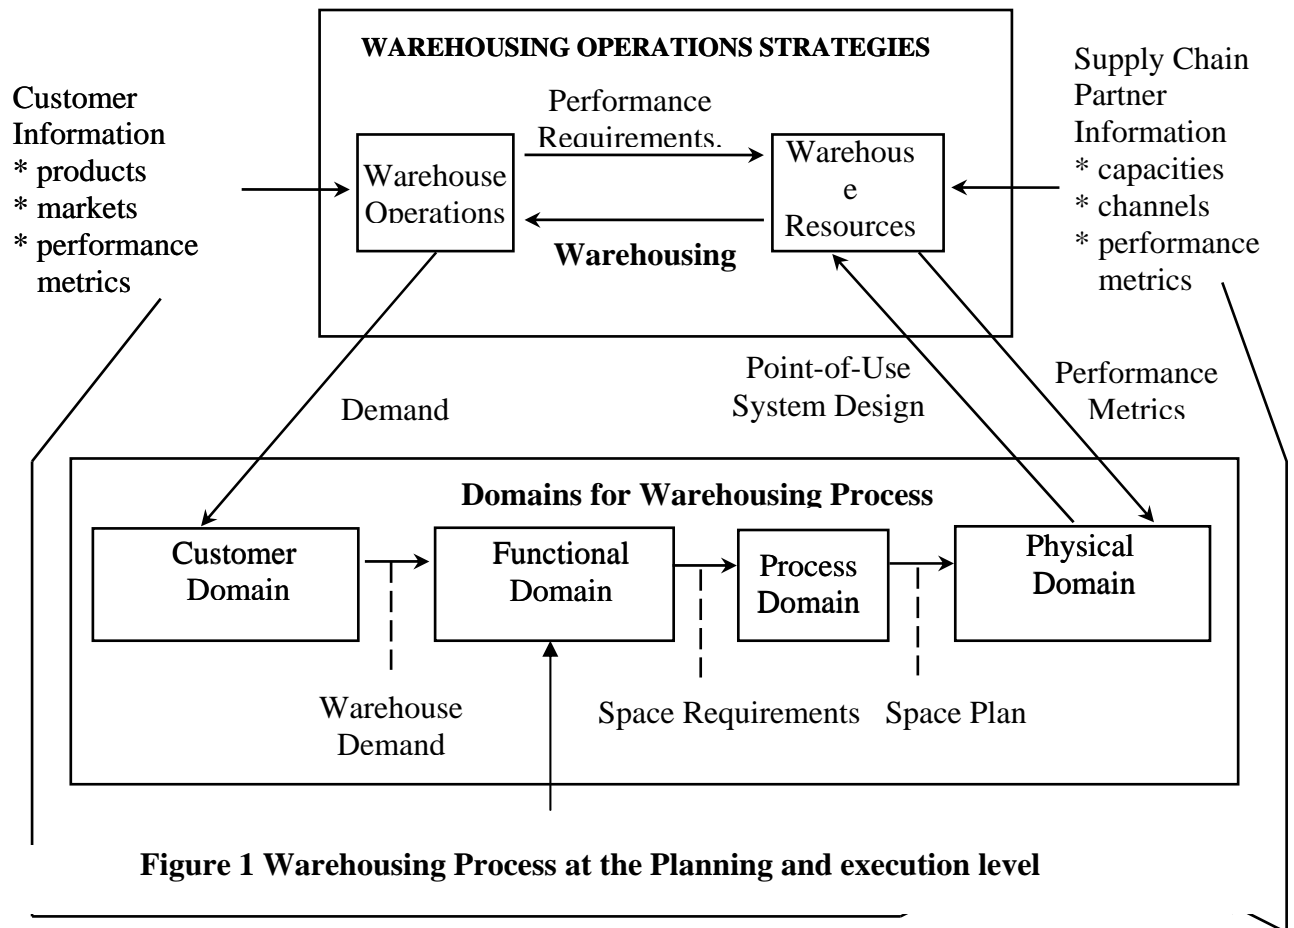 WAREHOUSING OPERATIONS STRATEGIES
Customer
Information
* products
* markets
* performance
metrics
Performance
Requirements,
Warehouse
Operations
Warehous
e
Resources
Warehousing
Supply Chain
Partner
Information
* capacities
* channels
* performance
metrics
Demand
Point-of-Use
System Design
Performance
Metrics
Domains for Warehousing Process
Customer
Domain
Functional
Domain
Process
Domain
Physical
Domain
Warehouse
Demand
Space Requirements
Space Plan
Figure 1 Warehousing Process at the Planning and execution level